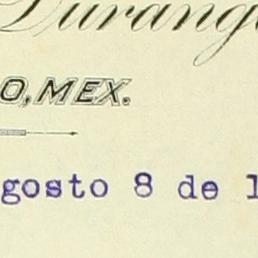 Durang
O, MEX.
gosto 8 de 1